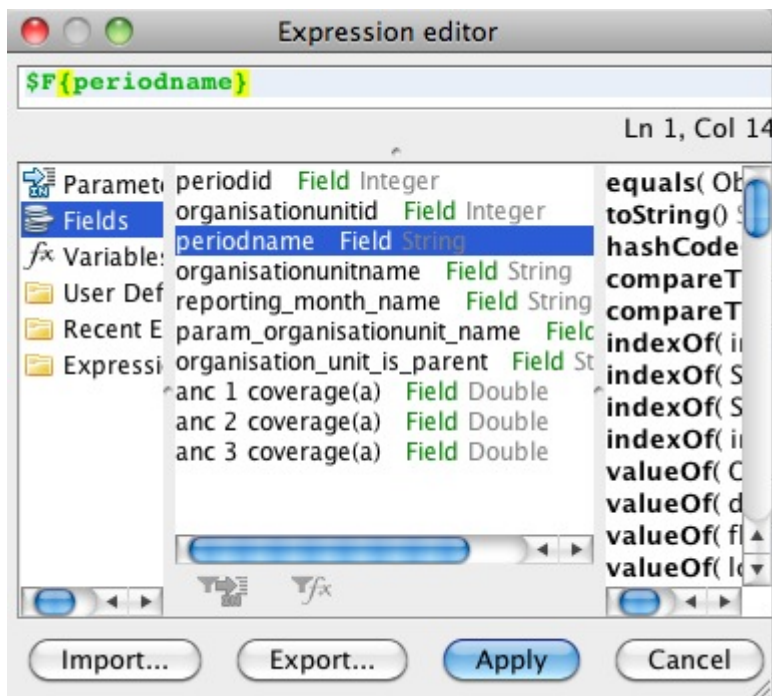 Expression editor
$F{periodname}
Ln 1, Col 14
Paramet
Fields
Variable
User Def
Recent E
Expressi
periodid Field Integer
organisationunitid Field Integer
periodname Field String
organisationunitname Field String
reporting_month_name Field String
param_organisationunit_name Field
organisation_unit_is_parent Field St
anc 1 coverage(a) Field Double
anc 2 coverage(a) Field Double
anc 3 coverage(a) Field Double
equals( Ob
toString()
hashCode
compareT
compareT
indexOf( i
indexOf( S
indexOf( S
indexOf( i
valueOf( C
valueOf( d
valueOf( fl
valueOf( lo
Import... Export... Apply Cancel